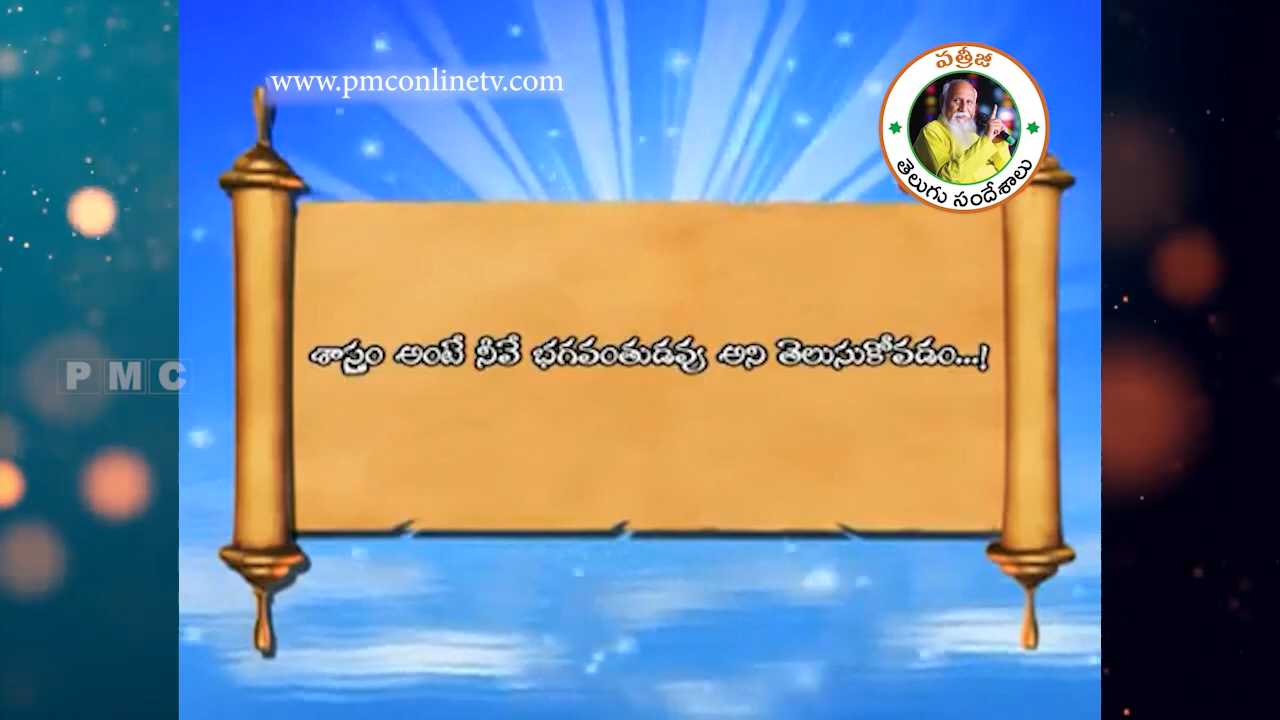 www.pmconlinetv.com
పత్రీజీ
తెలుగు సందేశాలు
శాస్త్రం అంటే నీవే భగవంతుడవ్వు అని తెలుసుకోవడం...!
PMC